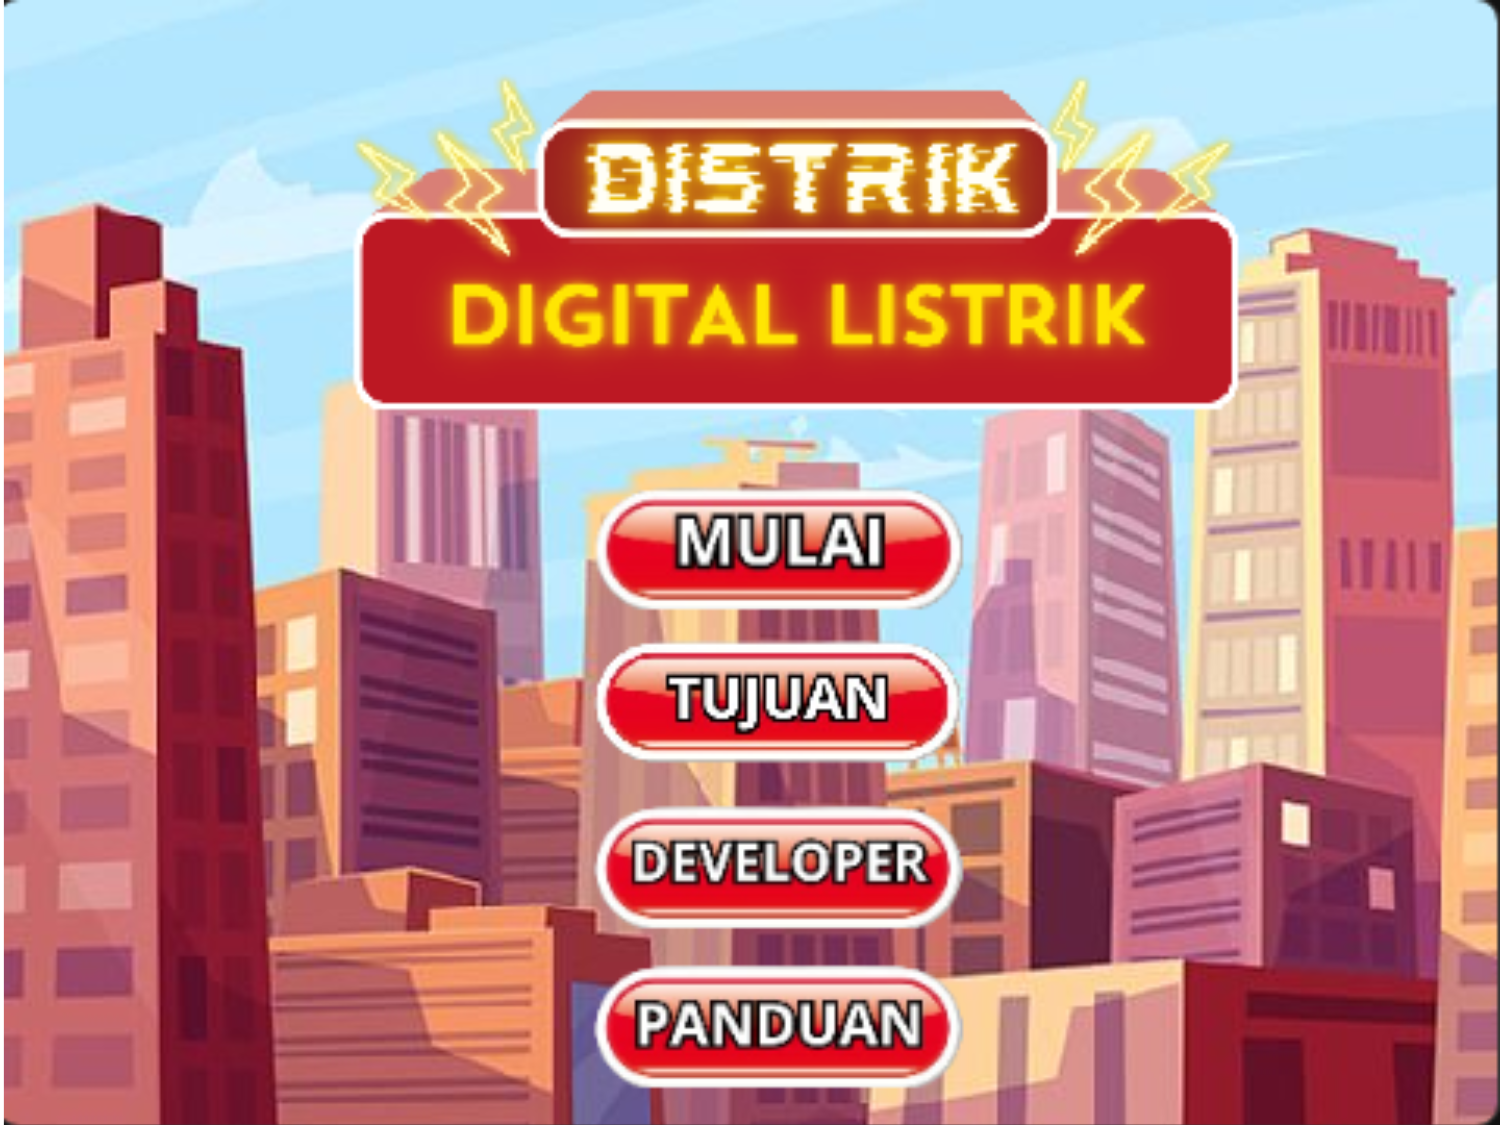 DISTRIK
DIGITAL LISTRIK
MULAI
TUJUAN
DEVELOPER
PANDUAN